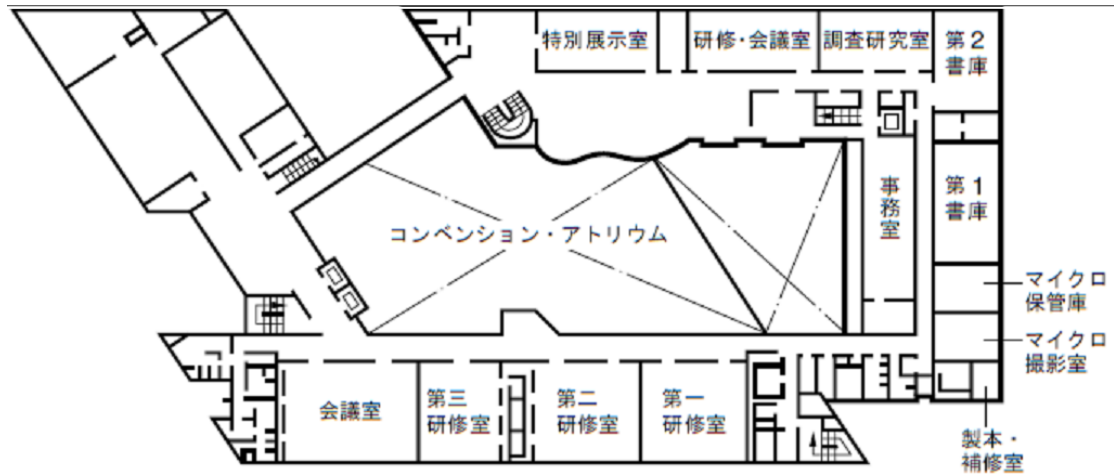 特別展示室
研修・会議室
調査研究室
第2
書庫
事務室
第1
書庫
コンベンション・アトリウム
マイクロ
保管庫
マイクロ
撮影室
会議室
第三
研修室
第二
研修室
第一
研修室
製本・
補修室